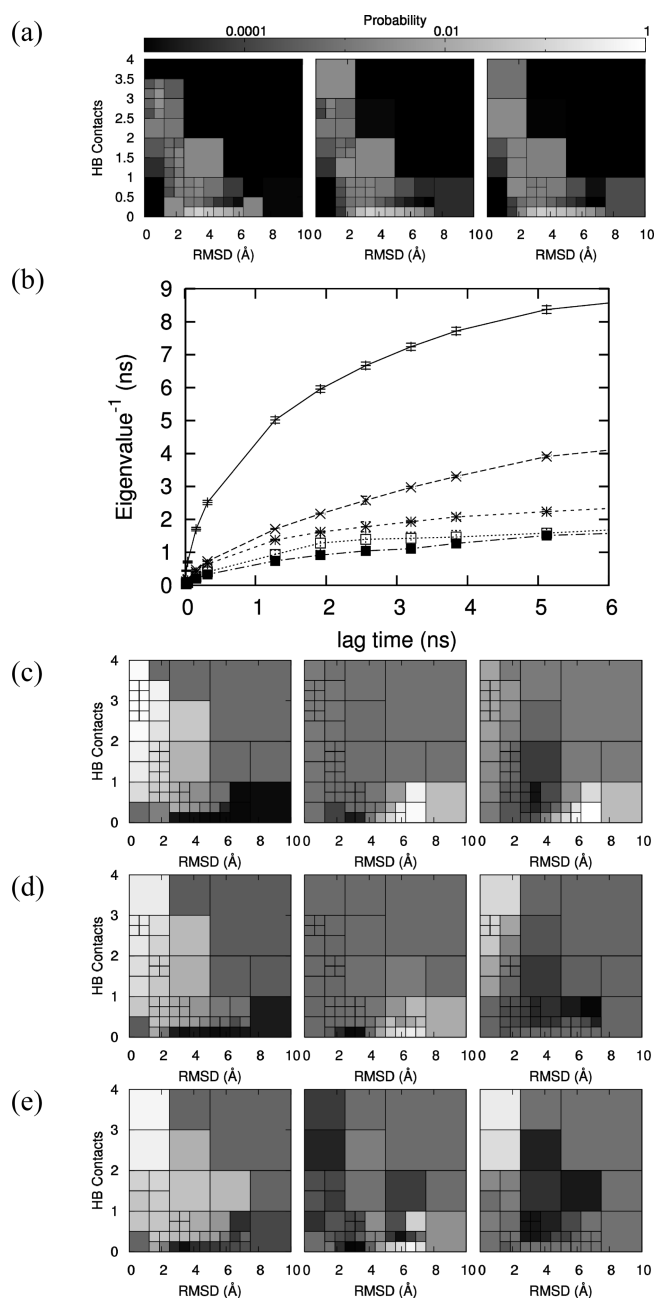 (a)
Probability
0.0001 0.01 1
HB Contacts
4
3.5
3
2.5
2
1.5
1
0.5
0
0 2 4 6 8 10 0 2 4 6 8 10 0 2 4 6 8 10
RMSD (Å) RMSD (Å) RMSD (Å)
(b)
Eigenvalue⁻¹ (ns)
9
8
7
6
5
4
3
2
1
0
0 1 2 3 4 5 6
lag time (ns)
(c)
HB Contacts
4
3
2
1
0
0 2 4 6 8 10 0 2 4 6 8 10 0 2 4 6 8 10
RMSD (Å) RMSD (Å) RMSD (Å)
(d)
HB Contacts
4
3
2
1
0
0 2 4 6 8 10 0 2 4 6 8 10 0 2 4 6 8 10
RMSD (Å) RMSD (Å) RMSD (Å)
(e)
HB Contacts
4
3
2
1
0
0 2 4 6 8 10 0 2 4 6 8 10 0 2 4 6 8 10
RMSD (Å) RMSD (Å) RMSD (Å)